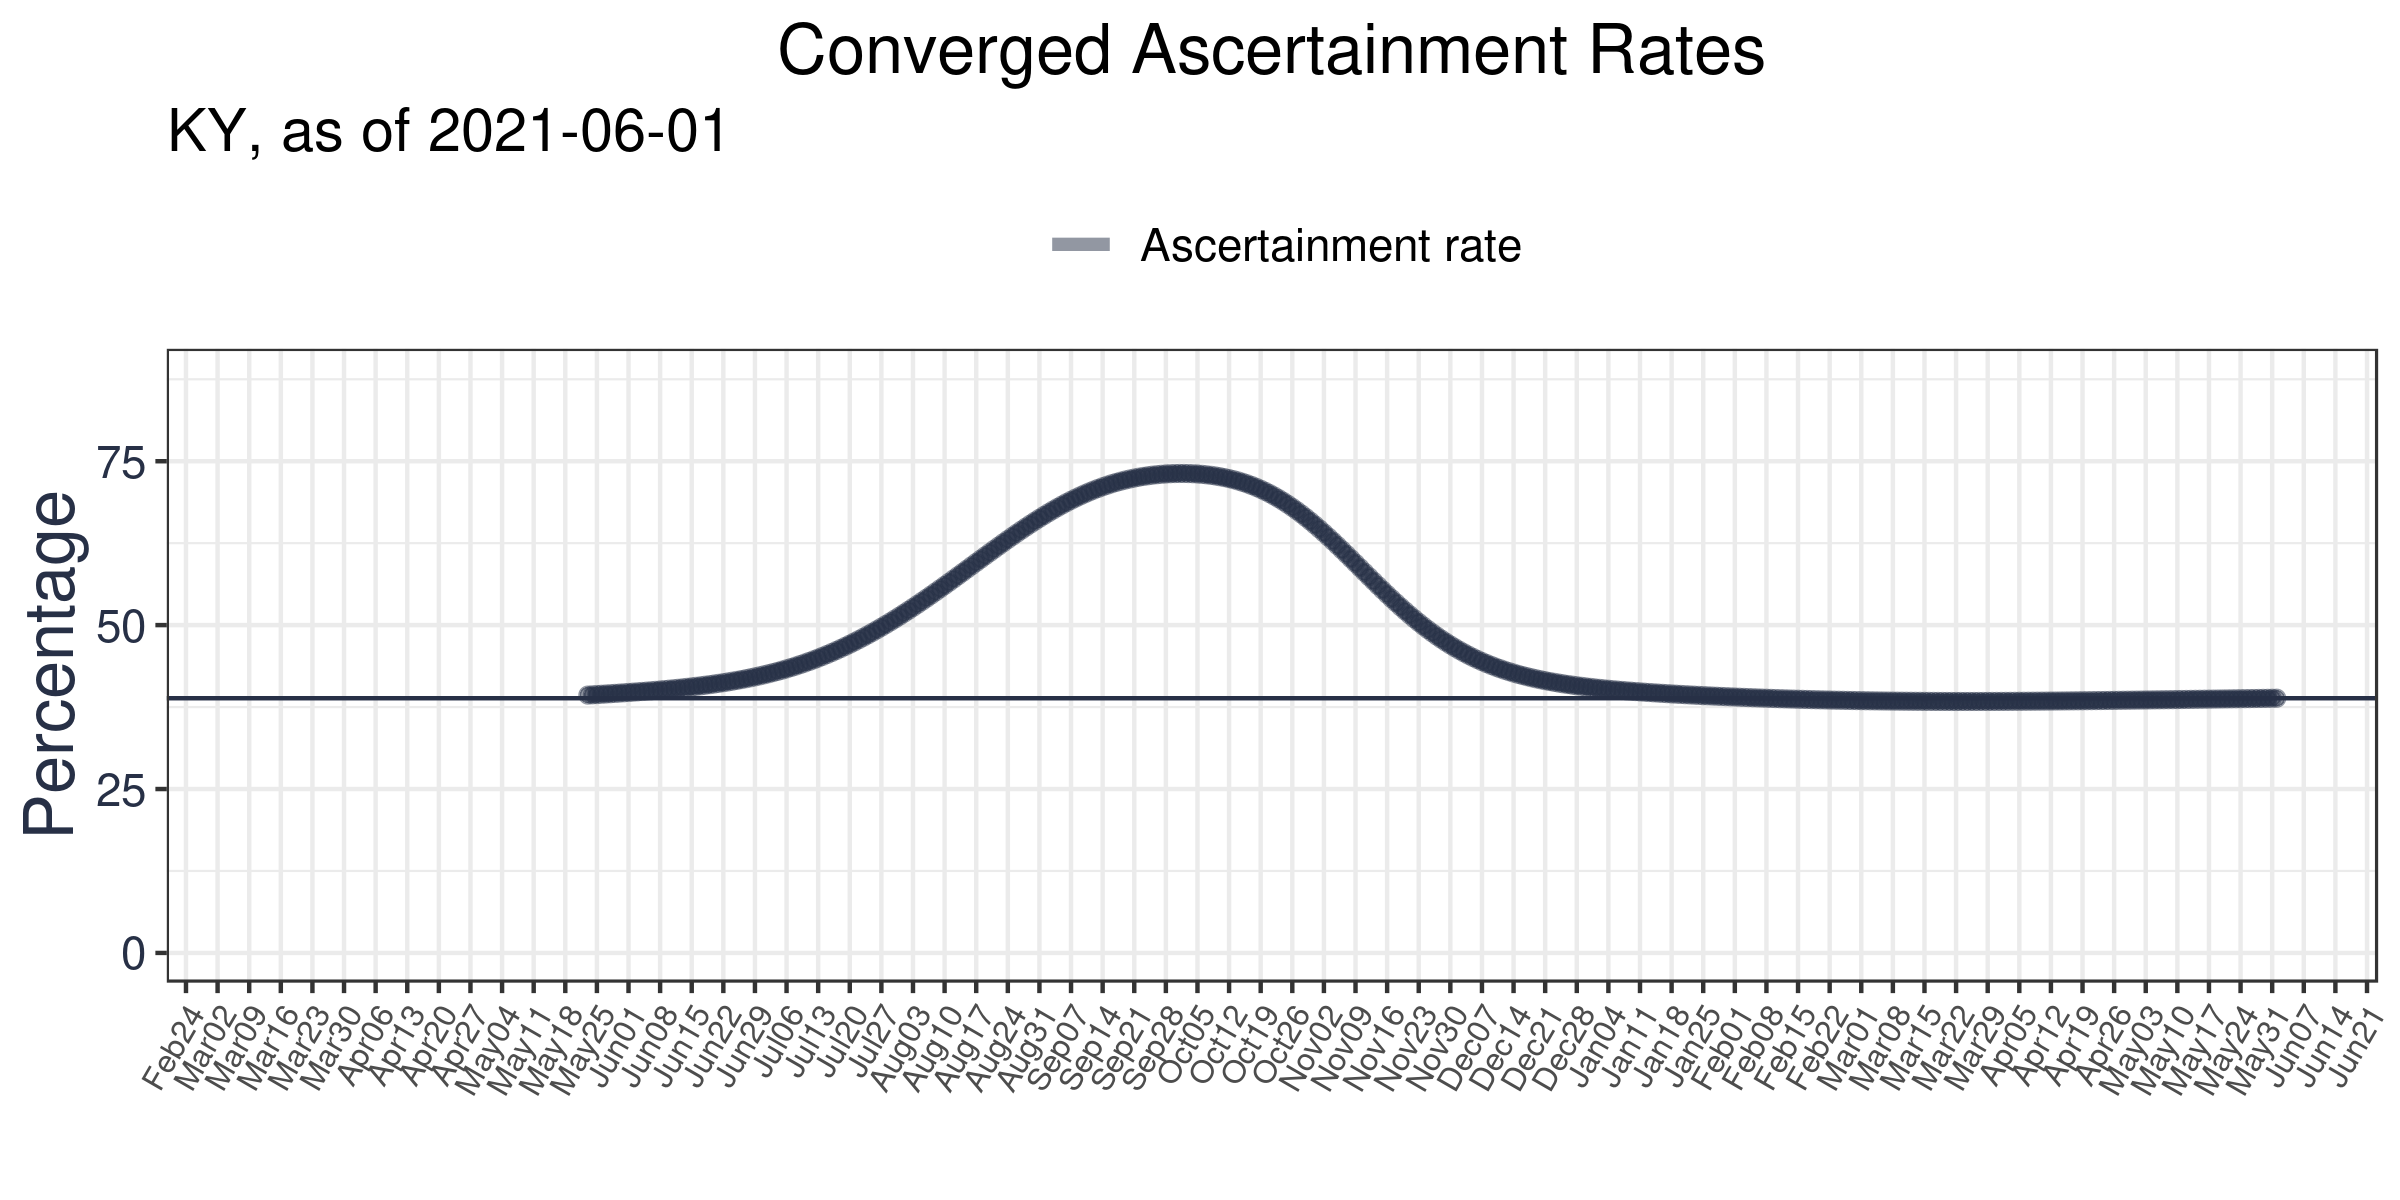 Converged Ascertainment Rates
KY, as of 2021-06-01
Ascertainment rate
Percentage
75
50
25
0
Feb24
Mar02
Mar09
Mar16
Mar23
Mar30
Apr06
Apr13
Apr20
Apr27
May04
May11
May18
May25
Jun01
Jun08
Jun15
Jun22
Jun29
Jul06
Jul13
Jul20
Jul27
Aug03
Aug10
Aug17
Aug24
Aug31
Sep07
Sep14
Sep21
Sep28
Oct05
Oct12
Oct19
Oct26
Nov02
Nov09
Nov16
Nov23
Nov30
Dec07
Dec14
Dec21
Dec28
Jan04
Jan11
Jan18
Jan25
Feb01
Feb08
Feb15
Feb22
Mar01
Mar08
Mar15
Mar22
Mar29
Apr05
Apr12
Apr19
Apr26
May03
May10
May17
May24
May31
Jun07
Jun14
Jun21